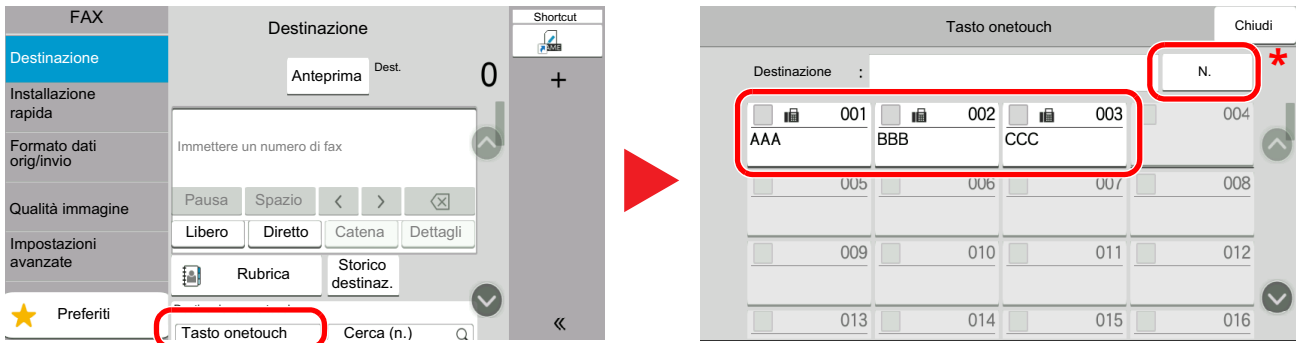 FAX
Destinazione
Installazione
rapida
Formato dati
orig/invio
Qualità immagine
Impostazioni
avanzate
Preferiti
Destinazione
Anteprima
Dest.
0
Immettere un numero di fax
Pausa
Spazio
Libero
Diretto
Catena
Dettagli
Rubrica
Storico
destinaz.
Tasto onetouch
Cerca (n.)
Shortcut
+
«
Tasto onetouch
Chiudi
Destinazione :
N.
*
001 002 003 004
AAA BBB CCC
005 006 007 008
009 010 011 012
013 014 015 016